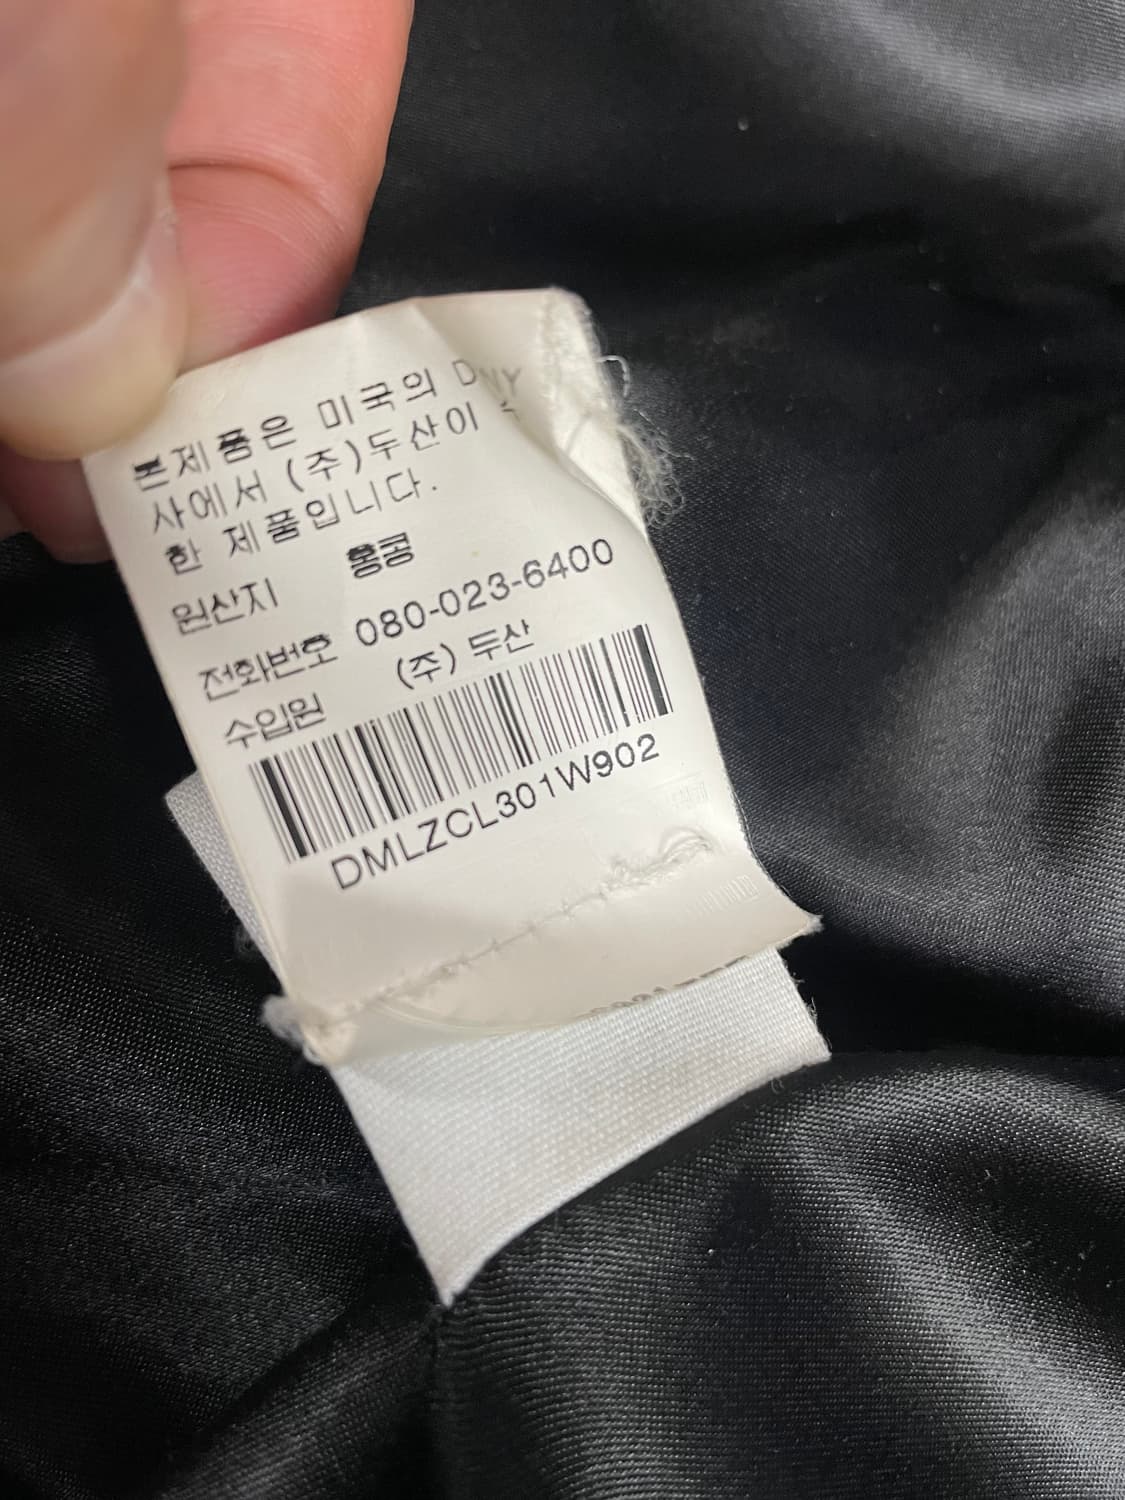 본제품은 미국의 DNY
사에서 (주)두산이
한 제품입니다.
원산지 홍콩
전화번호 080-023-6400
수입원 (주) 두산
DMLZCL301W902